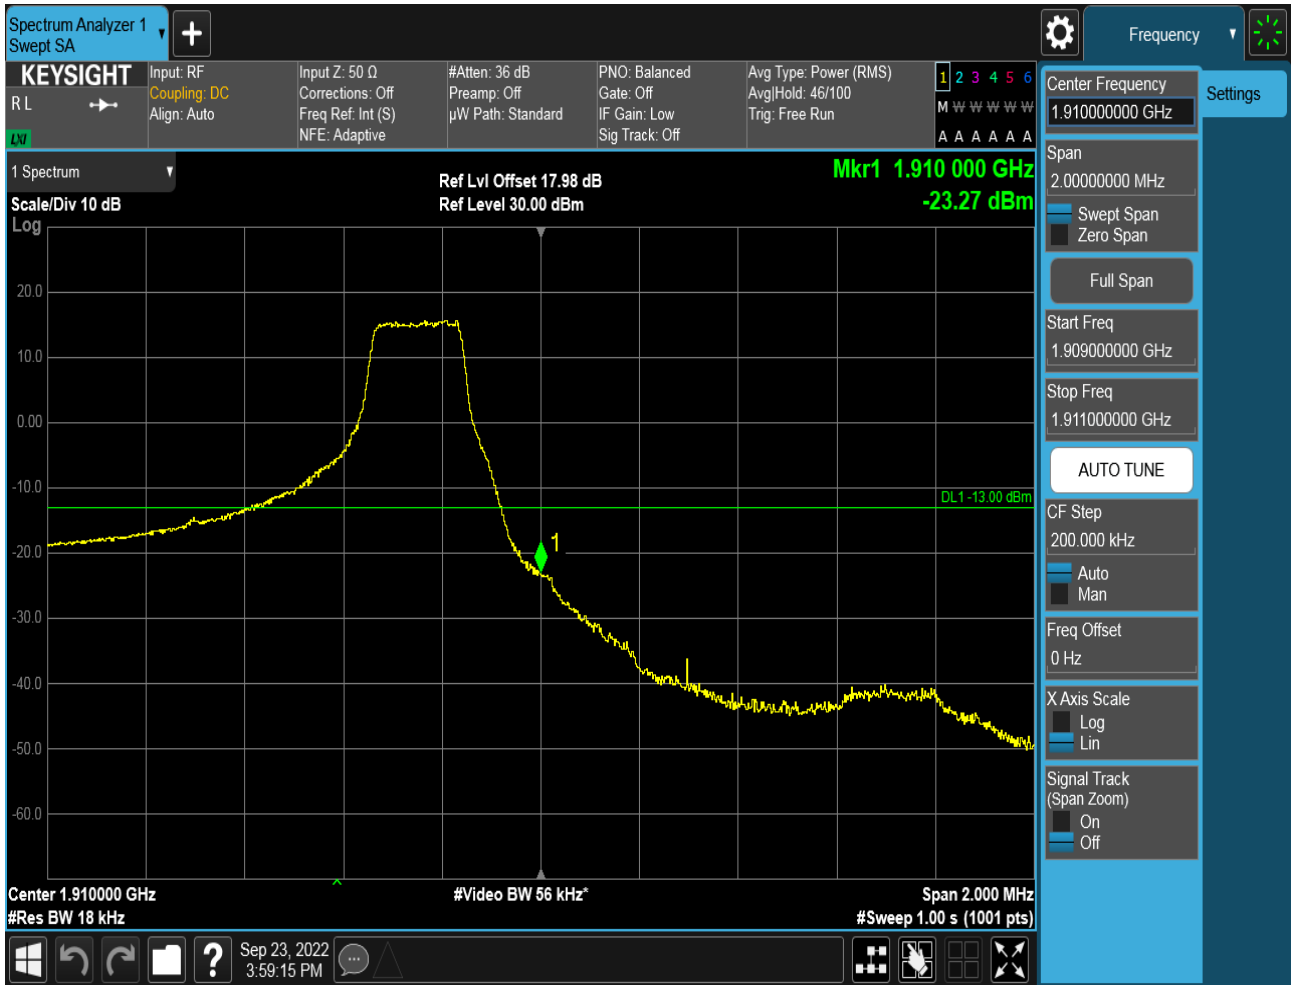 Spectrum Analyzer 1
Swept SA
Frequency
KEYSIGHT
R L
LXI
Input: RF
Coupling: DC
Align: Auto
Input Z: 50 Ω
Corrections: Off
Freq Ref: Int (S)
NFE: Adaptive
#Atten: 36 dB
Preamp: Off
µW Path: Standard
PNO: Balanced
Gate: Off
IF Gain: Low
Sig Track: Off
Avg Type: Power (RMS)
Avg|Hold: 46/100
Trig: Free Run
1 2 3 4 5 6
M W W W W W
A A A A A A
1 Spectrum
Scale/Div 10 dB
Log
Ref Lvl Offset 17.98 dB
Ref Level 30.00 dBm
Mkr1 1.910 000 GHz
-23.27 dBm
20.0
10.0
0.00
-10.0
-20.0
-30.0
-40.0
-50.0
-60.0
DL1 -13.00 dBm
1
Center 1.910000 GHz
#Res BW 18 kHz
#Video BW 56 kHz*
Span 2.000 MHz
#Sweep 1.00 s (1001 pts)
Center Frequency
1.910000000 GHz
Settings
Span
2.00000000 MHz
Swept Span
Zero Span
Full Span
Start Freq
1.909000000 GHz
Stop Freq
1.911000000 GHz
AUTO TUNE
CF Step
200.000 kHz
Auto
Man
Freq Offset
0 Hz
X Axis Scale
Log
Lin
Signal Track
(Span Zoom)
On
Off
?
Sep 23, 2022
3:59:15 PM